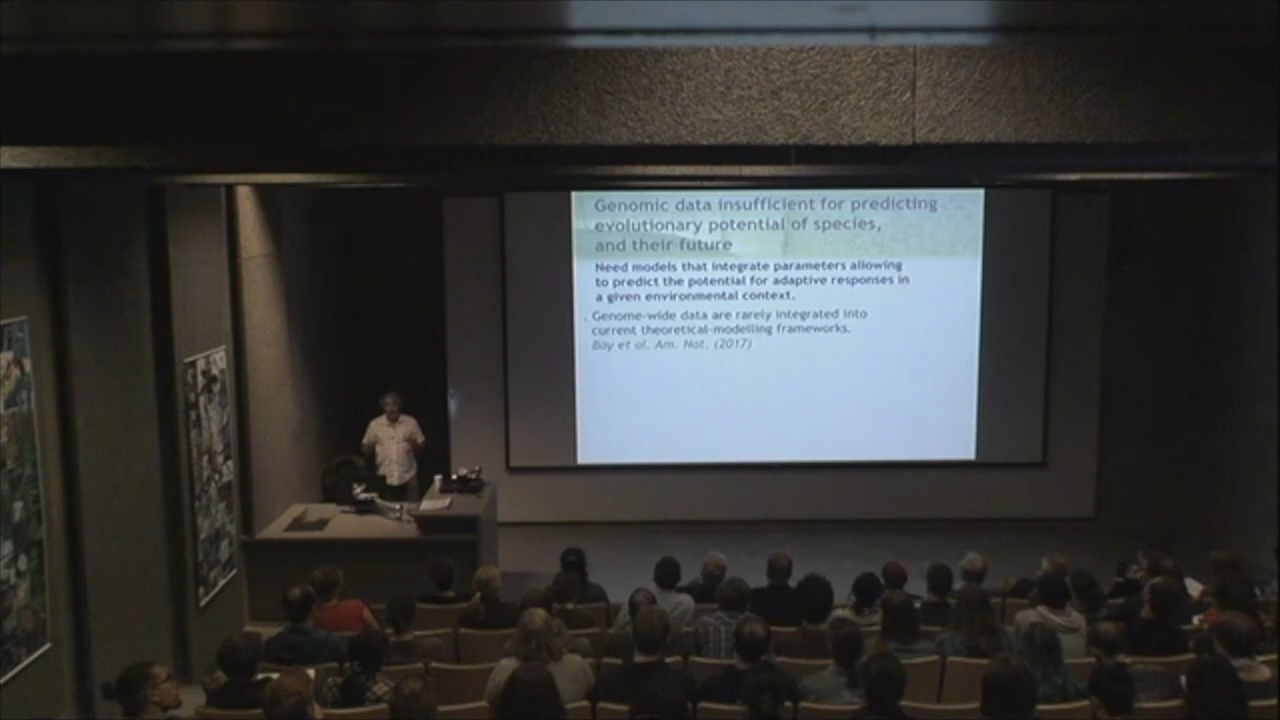 Genomic data insufficient for predicting
evolutionary potential of species,
and their future
Need models that integrate parameters allowing
to predict the potential for adaptive responses in
a given environmental context.
. Genome-wide data are rarely integrated into
current theoretical-modelling frameworks.
Bay et al. Am. Nat. (2017)